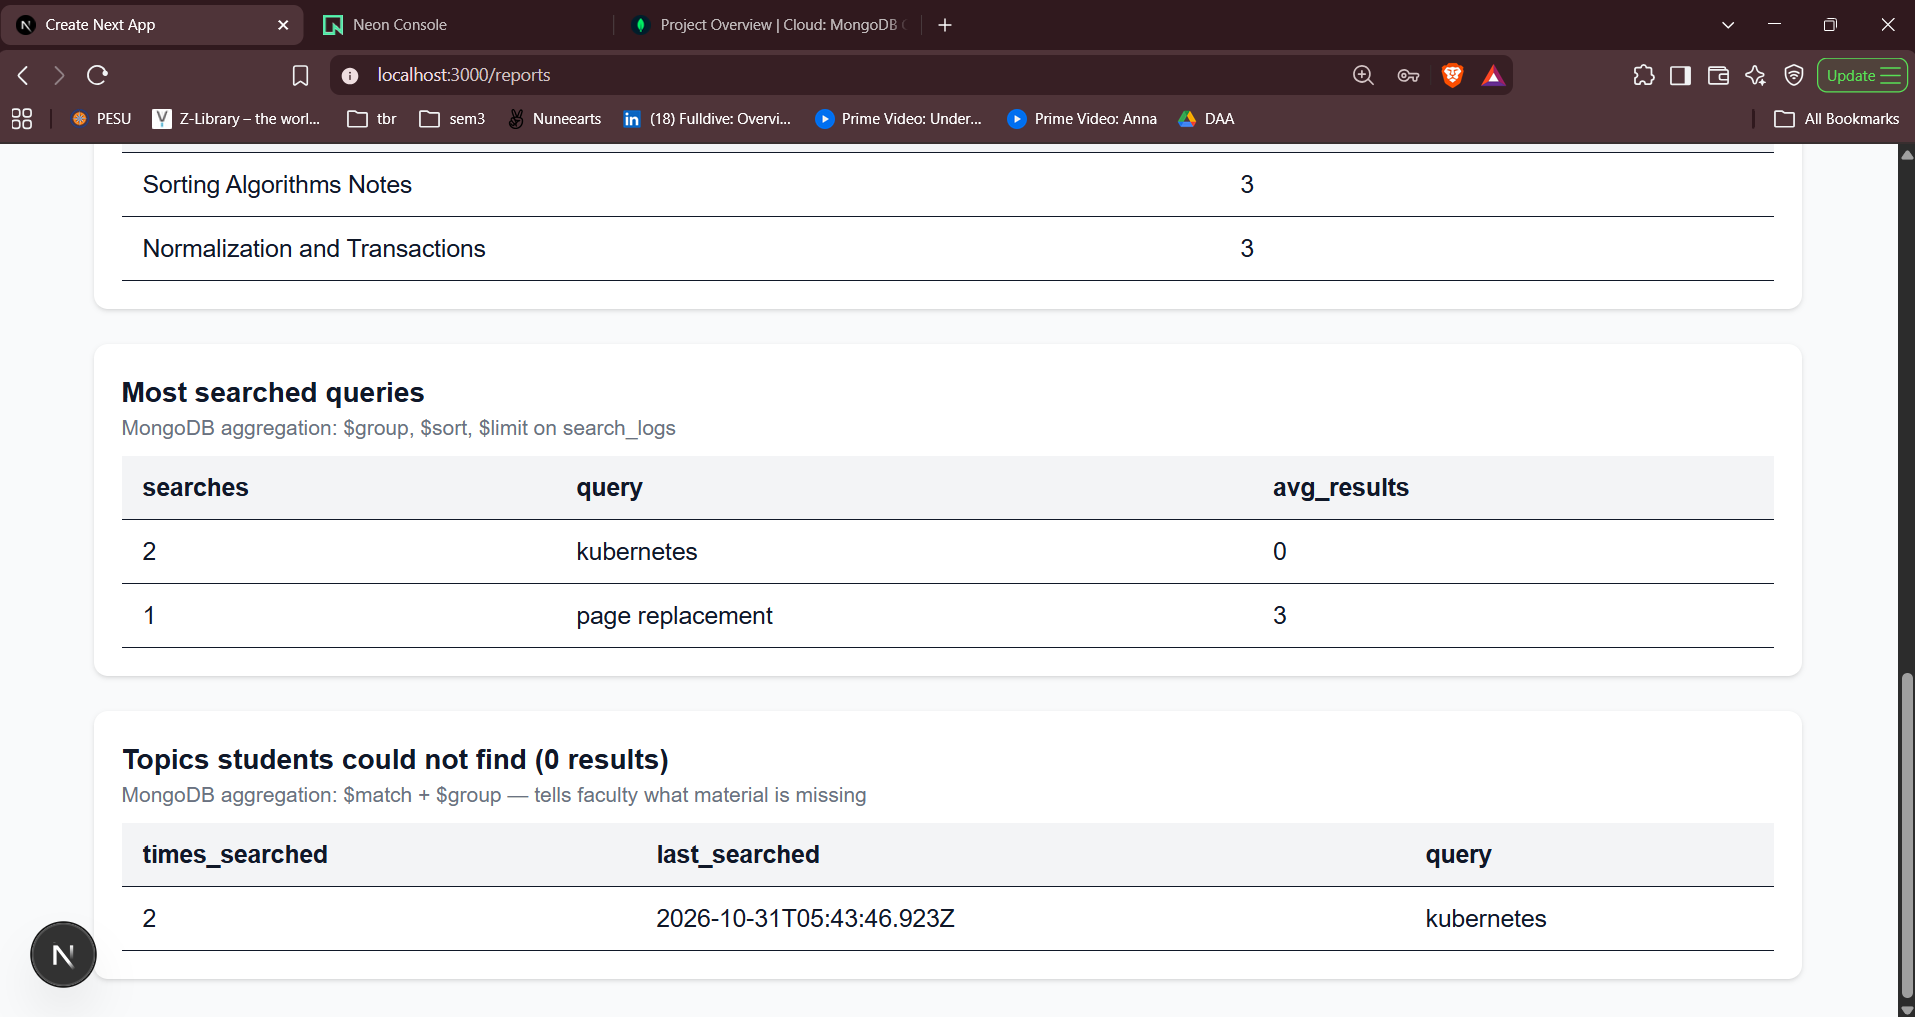 Create Next App
Neon Console
Project Overview | Cloud: MongoDB
localhost:3000/reports
Update
PESU
Z-Library – the worl...
tbr
sem3
Nuneearts
(18) Fulldive: Overvi...
Prime Video: Under...
Prime Video: Anna
DAA
All Bookmarks
Sorting Algorithms Notes 3
Normalization and Transactions 3
Most searched queries
MongoDB aggregation: $group, $sort, $limit on search_logs
searches query avg_results
2 kubernetes 0
1 page replacement 3
Topics students could not find (0 results)
MongoDB aggregation: $match + $group — tells faculty what material is missing
times_searched last_searched query
2 2026-10-31T05:43:46.923Z kubernetes